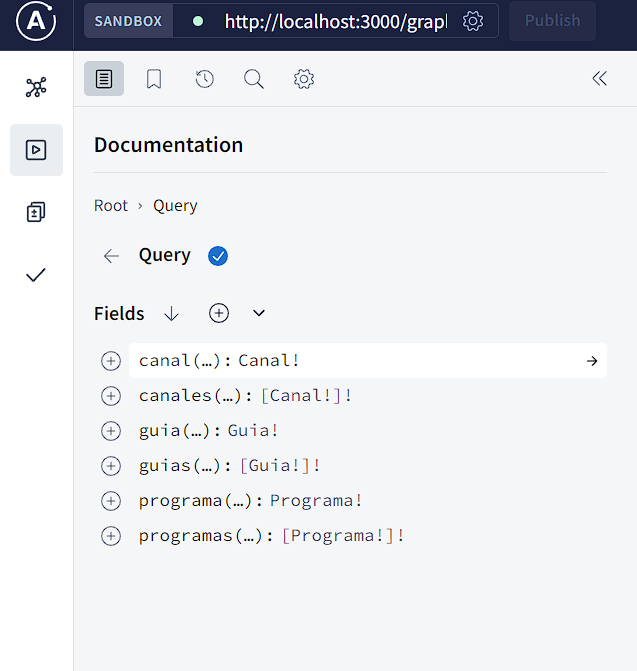 SANDBOX http://localhost:3000/grap Publish
Documentation
Root › Query
Query
Fields
canal(…): Canal!
canales(…): [Canal!]!
guia(…): Guia!
guias(…): [Guia!]!
programa(…): Programa!
programas(…): [Programa!]!